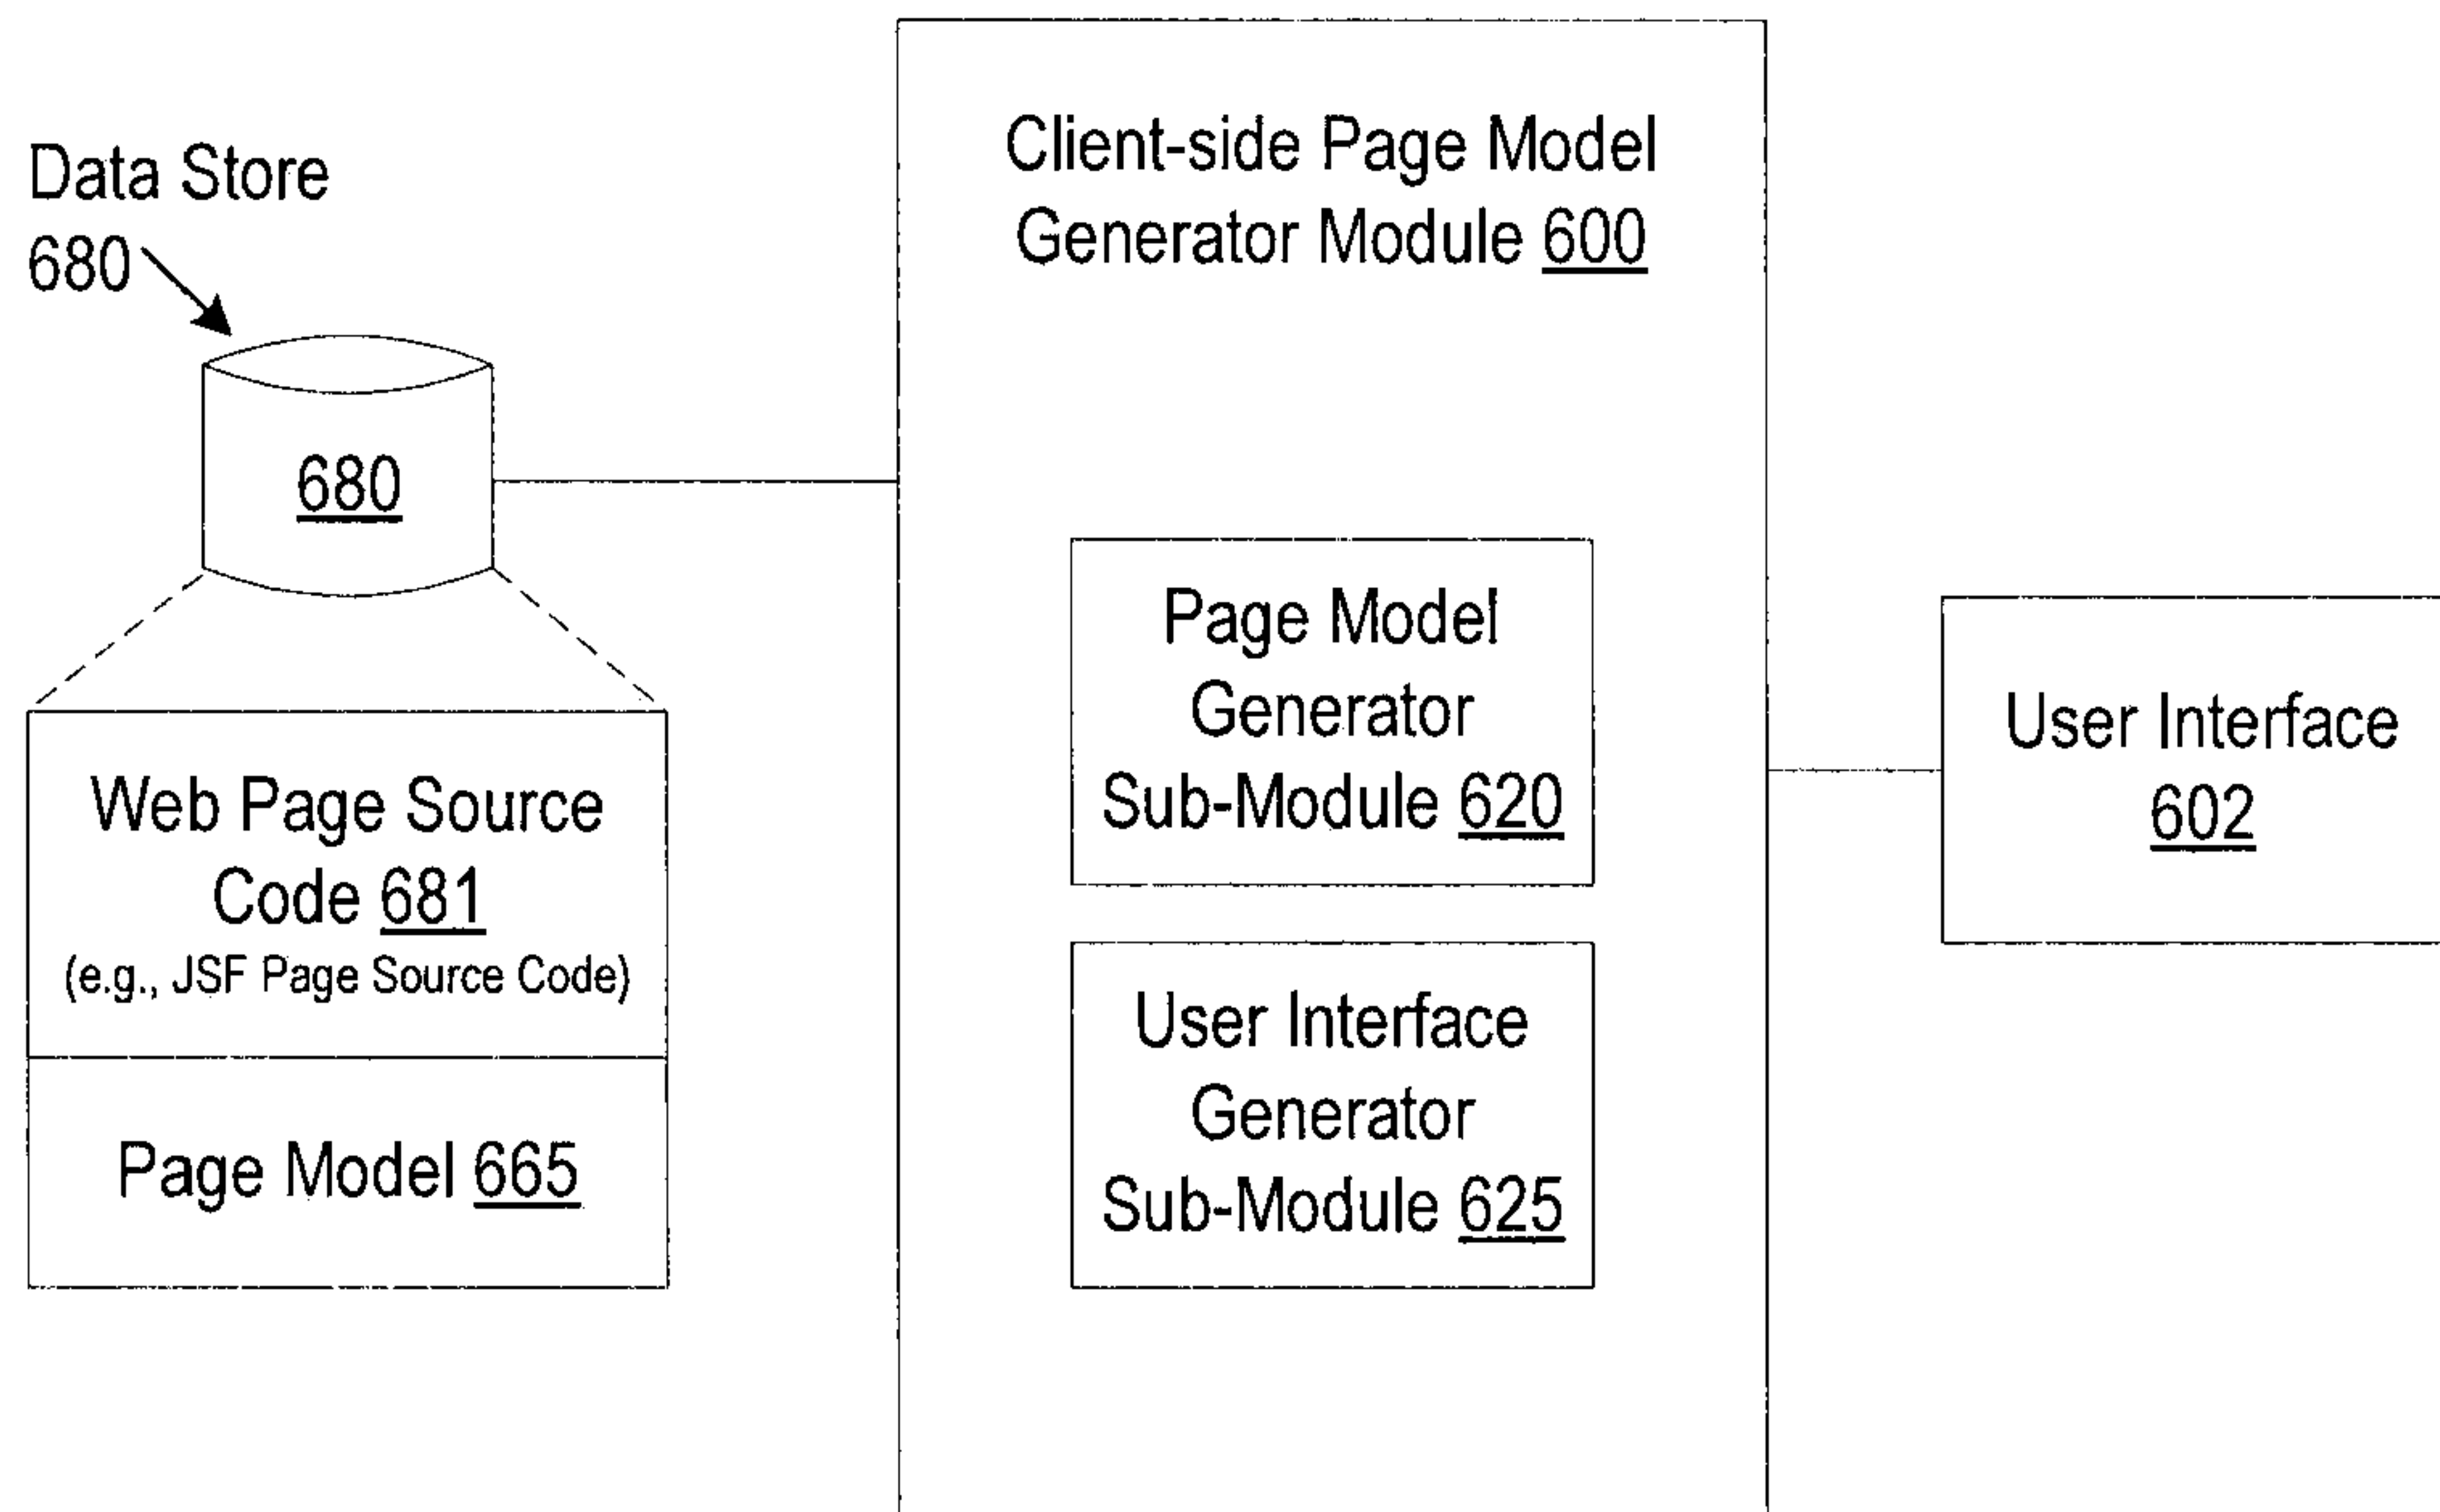 Data Store
680
680
Web Page Source
Code 681
(e.g., JSF Page Source Code)
Page Model 665
Client-side Page Model
Generator Module 600
Page Model
Generator
Sub-Module 620
User Interface
Generator
Sub-Module 625
User Interface
602